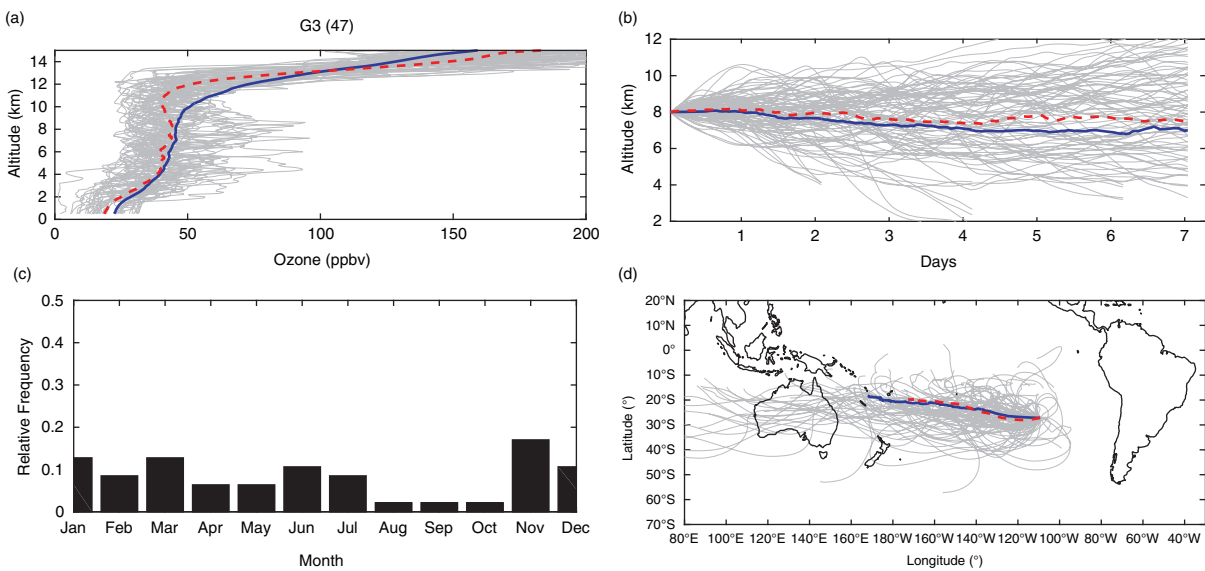 (a)
G3 (47)
14
12
10
8
6
4
2
0
Altitude (km)
0
50
100
150
200
Ozone (ppbv)
(b)
12
10
8
6
4
2
Altitude (km)
1
2
3
4
5
6
7
Days
(c)
0.5
0.4
0.3
0.2
0.1
0
Relative Frequency
Jan Feb Mar Apr May Jun Jul Aug Sep Oct Nov Dec
Month
(d)
20°N
10°N
0°
10°S
20°S
30°S
40°S
50°S
60°S
70°S
Latitude (°)
80°E 100°E 120°E 140°E 160°E 180°W 160°W 140°W 120°W 100°W 80°W 60°W 40°W
Longitude (°)